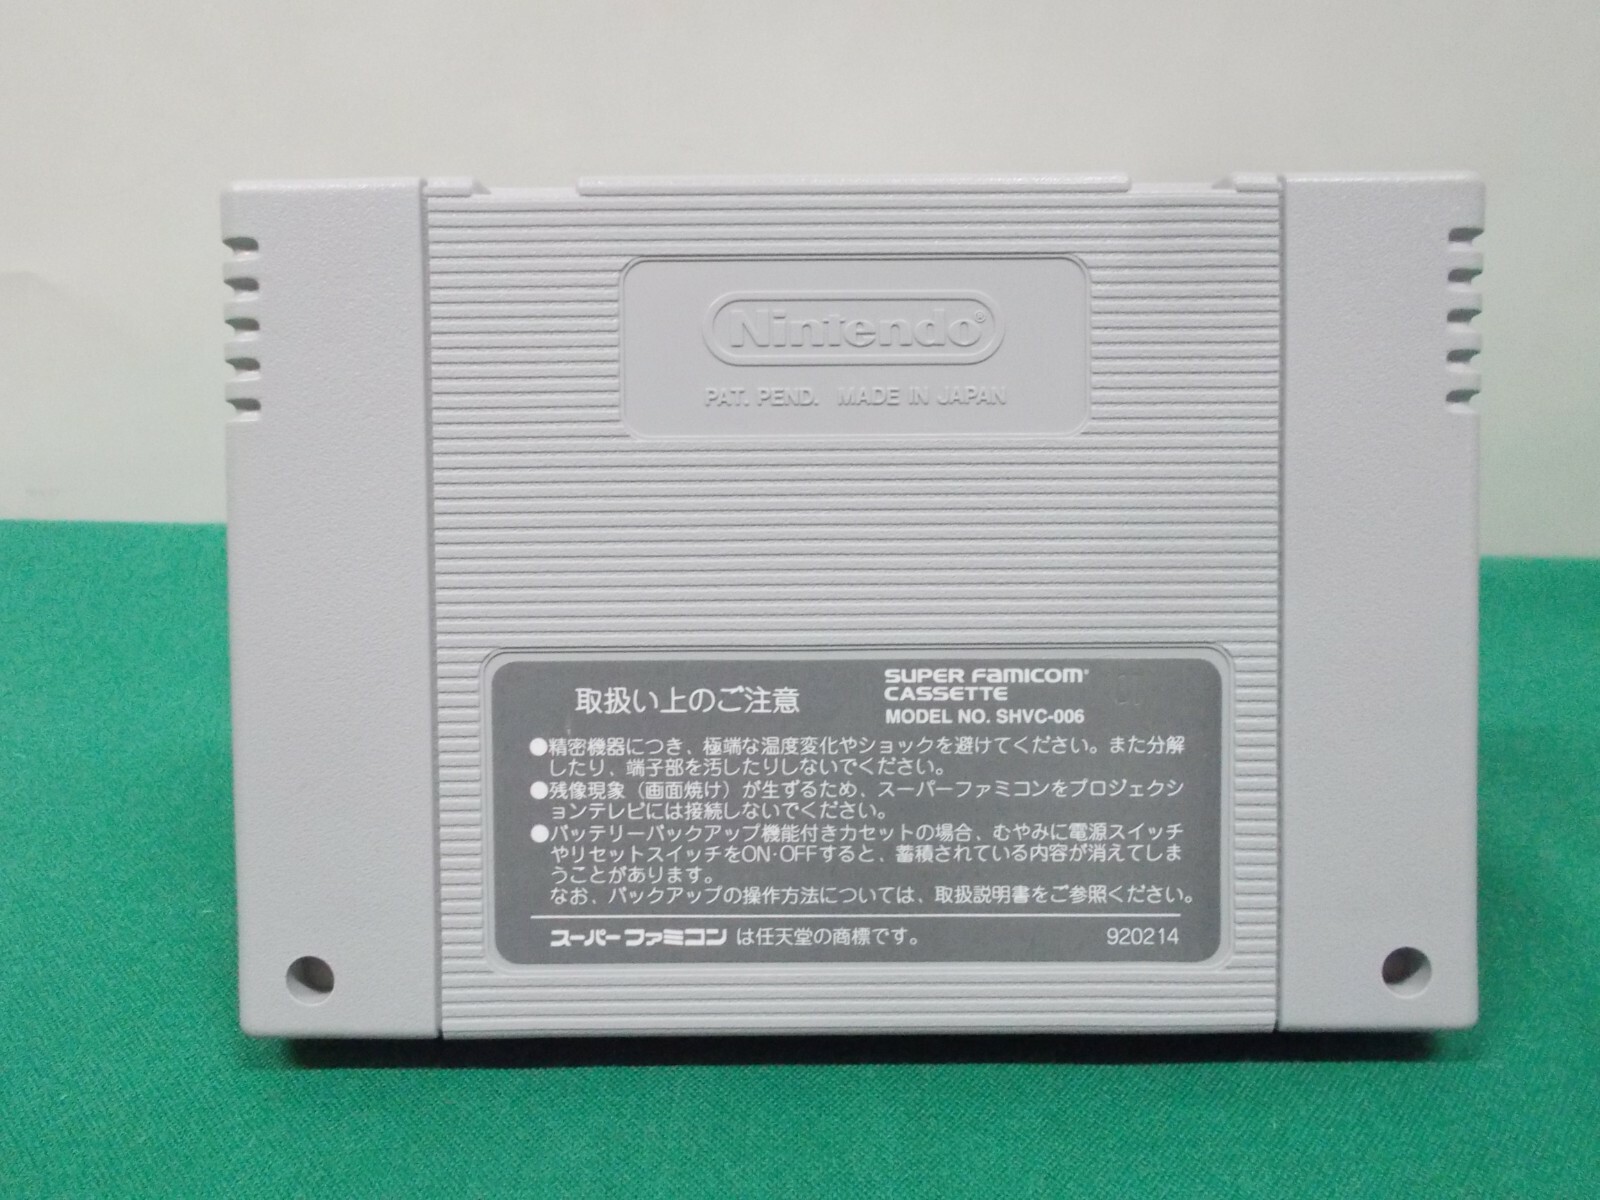 Nintendo®
PAT. PEND. MADE IN JAPAN
取扱い上のご注意
SUPER FAMICOM®
CASSETTE
MODEL NO. SHVC-006
●精密機器につき、極端な温度変化やショックを避けてください。また分解
したり、端子部を汚したりしないでください。
●残像現象（画面焼け）が生ずるため、スーパーファミコンをプロジェクシ
ョンテレビには接続しないでください。
●バッテリーバックアップ機能付きカセットの場合、むやみに電源スイッチ
やリセットスイッチをON·OFFすると、蓄積されている内容が消えてしま
うことがあります。
なお、バックアップの操作方法については、取扱説明書をご参照ください。
スーパーファミコン は任天堂の商標です。
920214